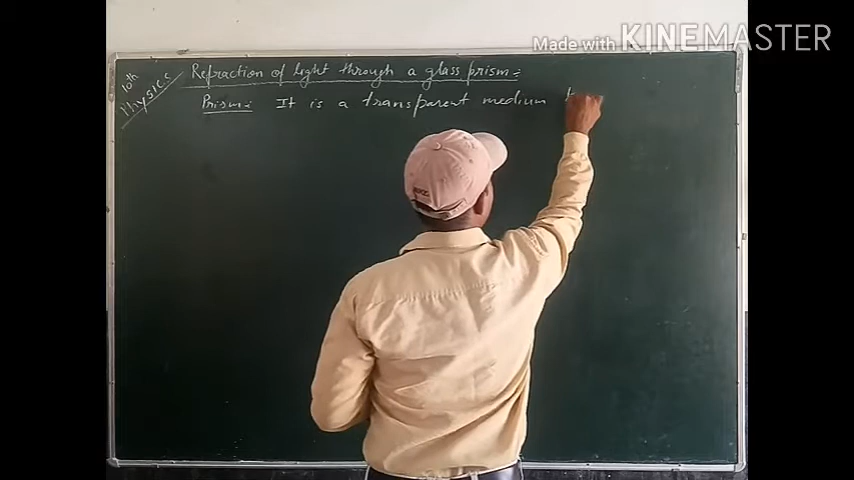 Made with KINEMASTER
10th
Physics
Refraction of light through a glass prism:
Prism: It is a transparent medium